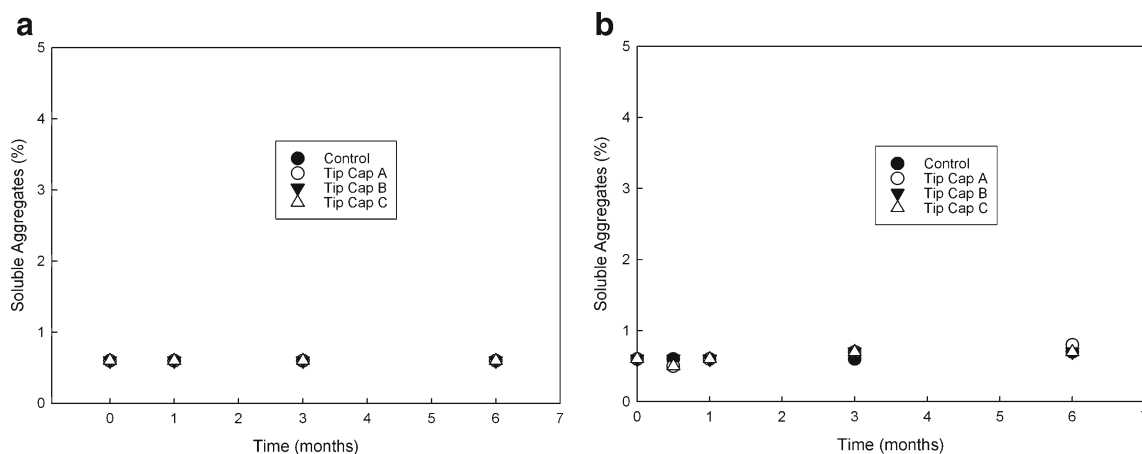 a
5
4
3
2
1
0
Soluble Aggregates (%)
Control
Tip Cap A
Tip Cap B
Tip Cap C
0 1 2 3 4 5 6 7
Time (months)
b
5
4
3
2
1
0
Soluble Aggregates (%)
Control
Tip Cap A
Tip Cap B
Tip Cap C
0 1 2 3 4 5 6 7
Time (months)